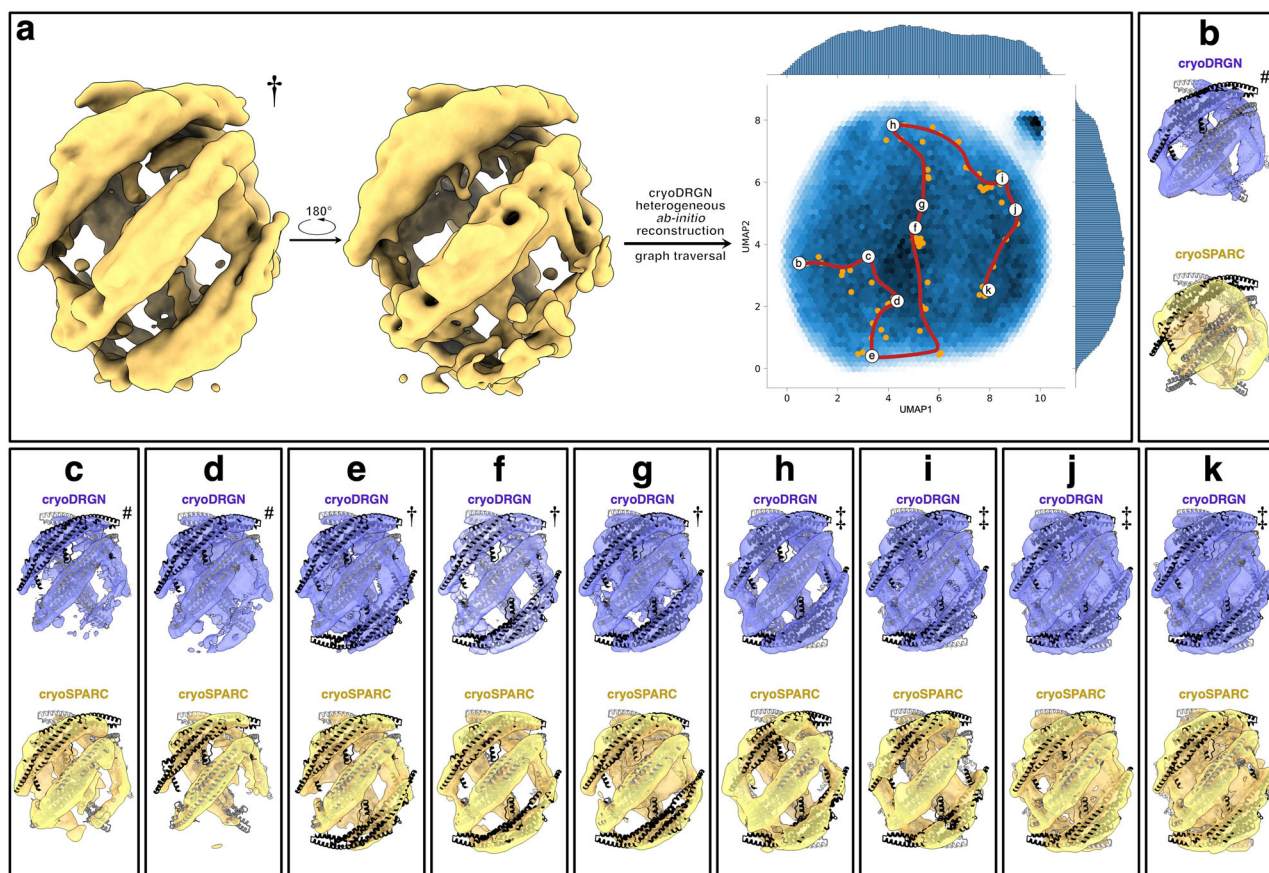 a
†
180°
cryoDRGN
heterogeneous
ab-initio
reconstruction
graph traversal
UMAP2
8
6
4
2
0
0
2
4
6
8
10
UMAP1
h
i
g
j
f
b
c
k
d
e
b
cryoDRGN
#
cryoSPARC
c
cryoDRGN
#
cryoSPARC
d
cryoDRGN
#
cryoSPARC
e
cryoDRGN
†
cryoSPARC
f
cryoDRGN
†
cryoSPARC
g
cryoDRGN
†
cryoSPARC
h
cryoDRGN
‡
cryoSPARC
i
cryoDRGN
‡
cryoSPARC
j
cryoDRGN
‡
cryoSPARC
k
cryoDRGN
‡
cryoSPARC